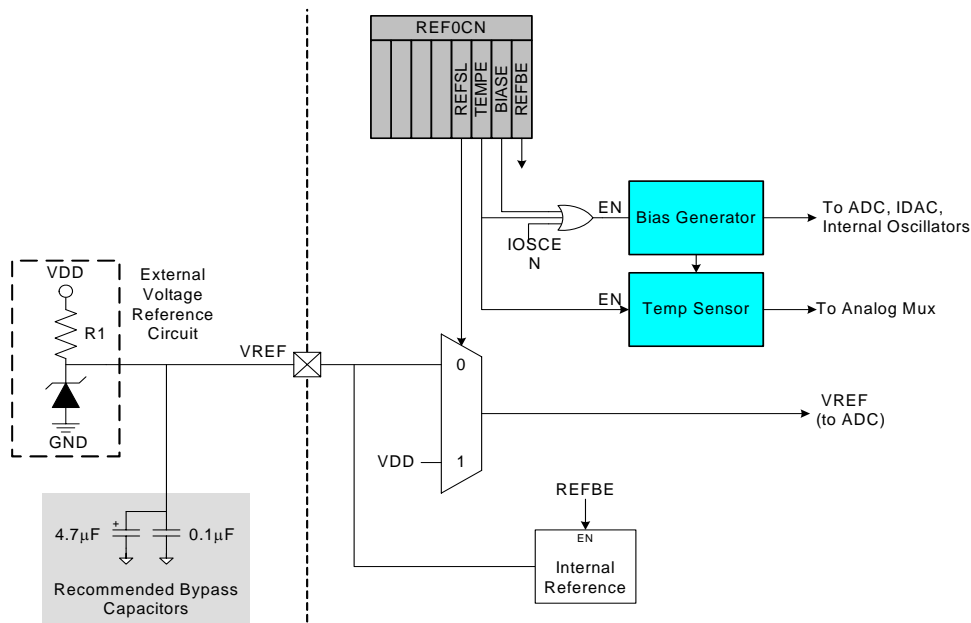 REF0CN
REFSL
TEMPE
BIASE
REFBE
EN
Bias Generator
To ADC, IDAC,
Internal Oscillators
IOSCE
N
EN
Temp Sensor
To Analog Mux
VDD
External
Voltage
Reference
Circuit
R1
GND
VREF
0
VDD
1
VREF
(to ADC)
REFBE
EN
Internal
Reference
+
4.7μF
0.1μF
Recommended Bypass
Capacitors